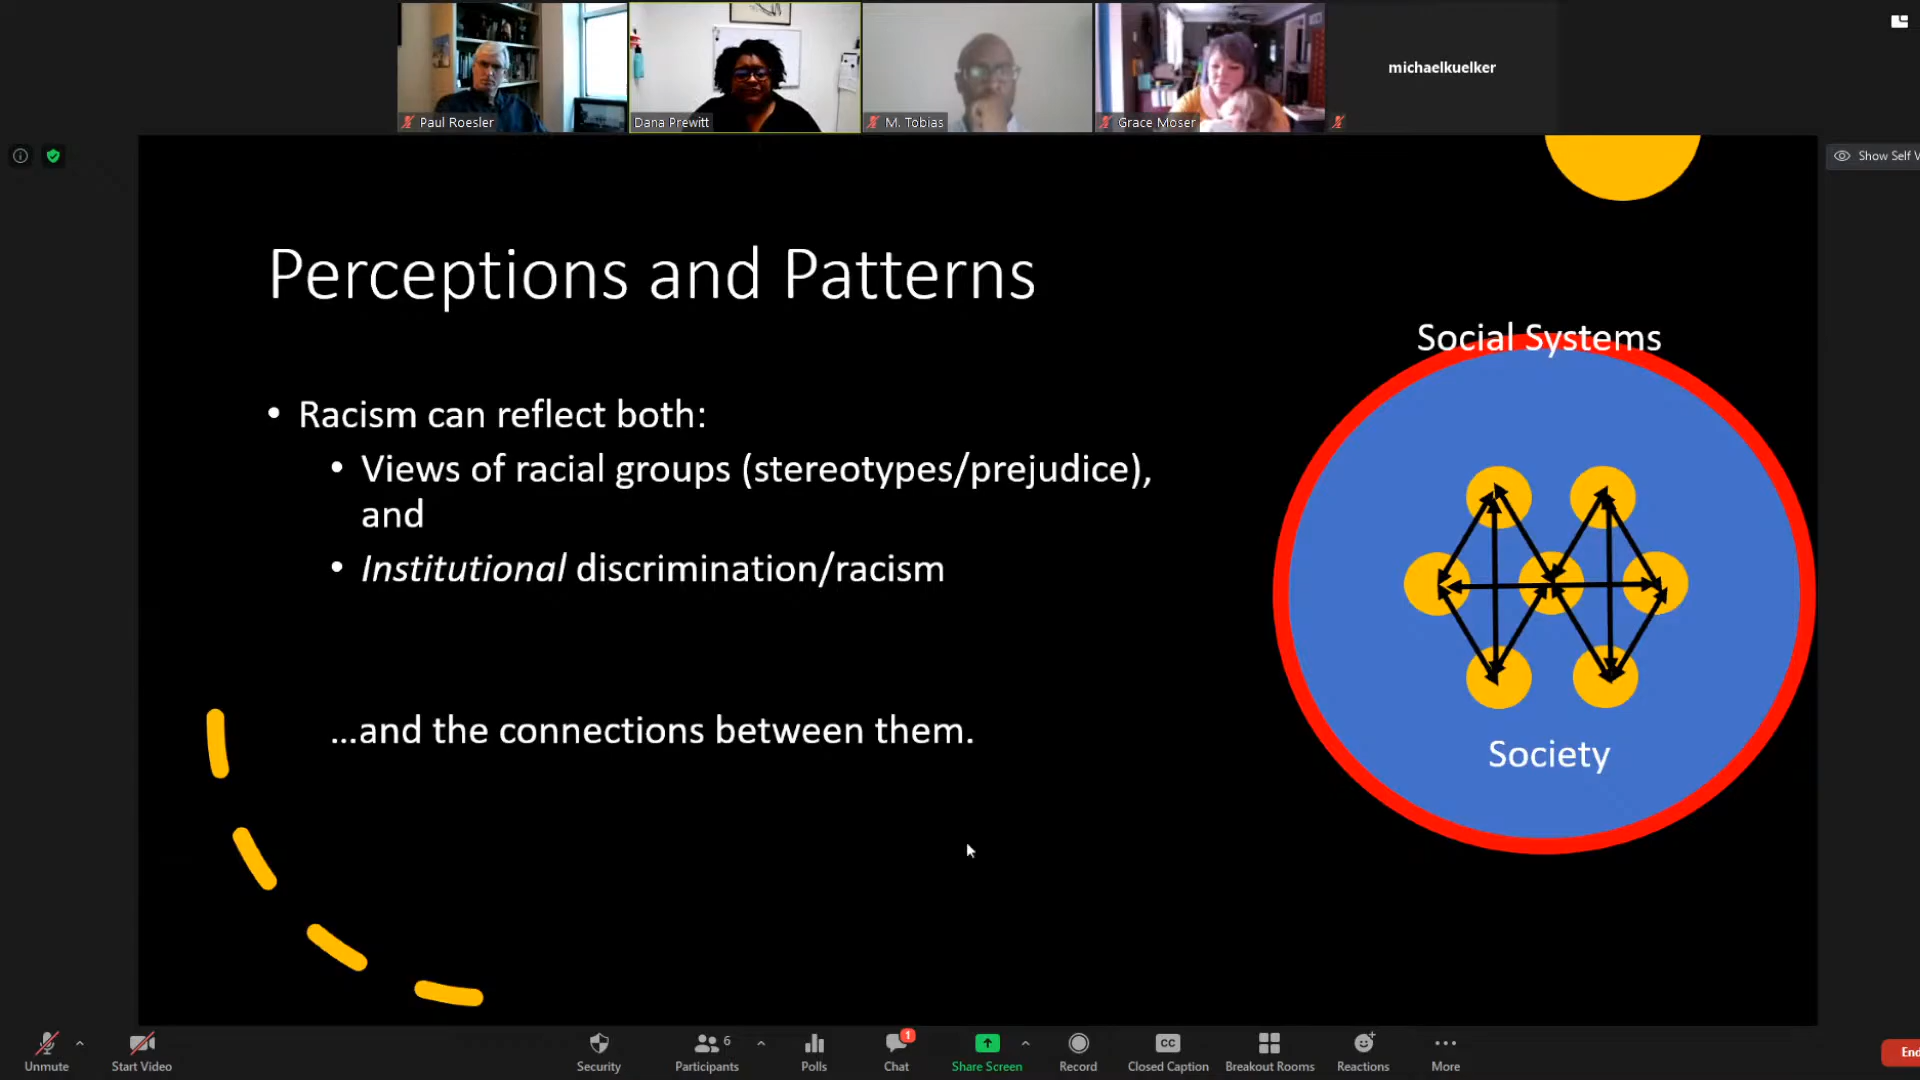 Paul Roesler
Dana Prewitt
M. Tobias
Grace Moser
michaelkuelker
Show Self V
Perceptions and Patterns
• Racism can reflect both:
• Views of racial groups (stereotypes/prejudice),
and
• Institutional discrimination/racism
...and the connections between them.
Social Systems
Society
Unmute
Start Video
Security
Participants
6
Polls
Chat
1
Share Screen
Record
CC
Closed Caption
Breakout Rooms
Reactions
More
End